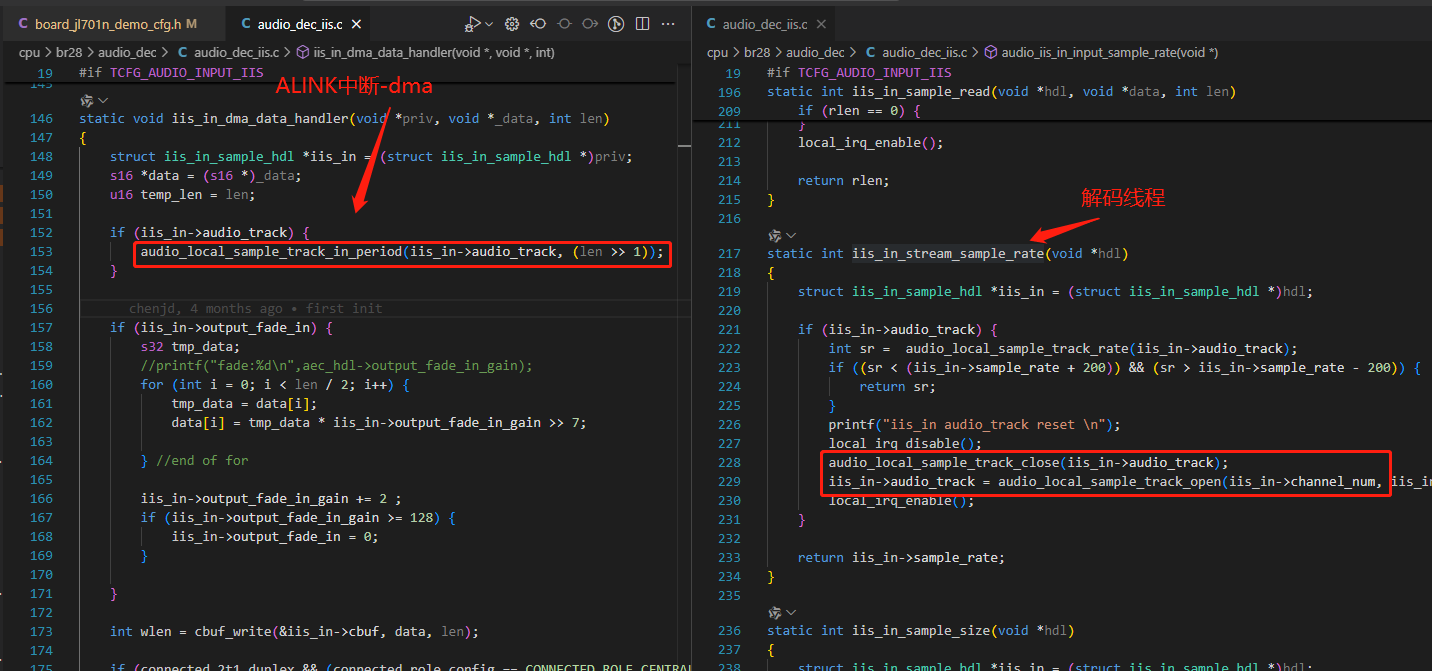 C board_jl701n_demo_cfg.h M
C audio_dec_iis.c ×
cpu > br28 > audio_dec > C audio_dec_iis.c > iis_in_dma_data_handler(void *, void *, int)
19 #if TCFG_AUDIO_INPUT_IIS
ALINK中断-dma
145
146 static void iis_in_dma_data_handler(void *priv, void *_data, int len)
147 {
148 struct iis_in_sample_hdl *iis_in = (struct iis_in_sample_hdl *)priv;
149 s16 *data = (s16 *)_data;
150 u16 temp_len = len;
151
152 if (iis_in->audio_track) {
153 audio_local_sample_track_in_period(iis_in->audio_track, (len >> 1));
154 }
155
156 chenjd, 4 months ago • first init
157 if (iis_in->output_fade_in) {
158 s32 tmp_data;
159 //printf("fade:%d\n",aec_hdl->output_fade_in_gain);
160 for (int i = 0; i < len / 2; i++) {
161 tmp_data = data[i];
162 data[i] = tmp_data * iis_in->output_fade_in_gain >> 7;
163
164 } //end of for
165
166 iis_in->output_fade_in_gain += 2 ;
167 if (iis_in->output_fade_in_gain >= 128) {
168 iis_in->output_fade_in = 0;
169 }
170
171 }
172
173 int wlen = cbuf_write(&iis_in->cbuf, data, len);
174
175 if (connected_2t1_duplex && (connected_role_config == CONNECTED_ROLE_CENTRAL
C audio_dec_iis.c ×
cpu > br28 > audio_dec > C audio_dec_iis.c > audio_iis_in_input_sample_rate(void *)
19 #if TCFG_AUDIO_INPUT_IIS
196 static int iis_in_sample_read(void *hdl, void *data, int len)
209 if (rlen == 0) {
211 }
212 local_irq_enable();
213
214 return rlen;
215 }
216
解码线程
217 static int iis_in_stream_sample_rate(void *hdl)
218 {
219 struct iis_in_sample_hdl *iis_in = (struct iis_in_sample_hdl *)hdl;
220
221 if (iis_in->audio_track) {
222 int sr = audio_local_sample_track_rate(iis_in->audio_track);
223 if ((sr < (iis_in->sample_rate + 200)) && (sr > iis_in->sample_rate - 200)) {
224 return sr;
225 }
226 printf("iis_in audio_track reset \n");
227 local_irq_disable();
228 audio_local_sample_track_close(iis_in->audio_track);
229 iis_in->audio_track = audio_local_sample_track_open(iis_in->channel_num, iis_in
230 local_irq_enable();
231 }
232
233 return iis_in->sample_rate;
234 }
235
236 static int iis_in_sample_size(void *hdl)
237 {
238 struct iis_in_sample_hdl *iis_in = (struct iis_in_sample_hdl *)hdl;